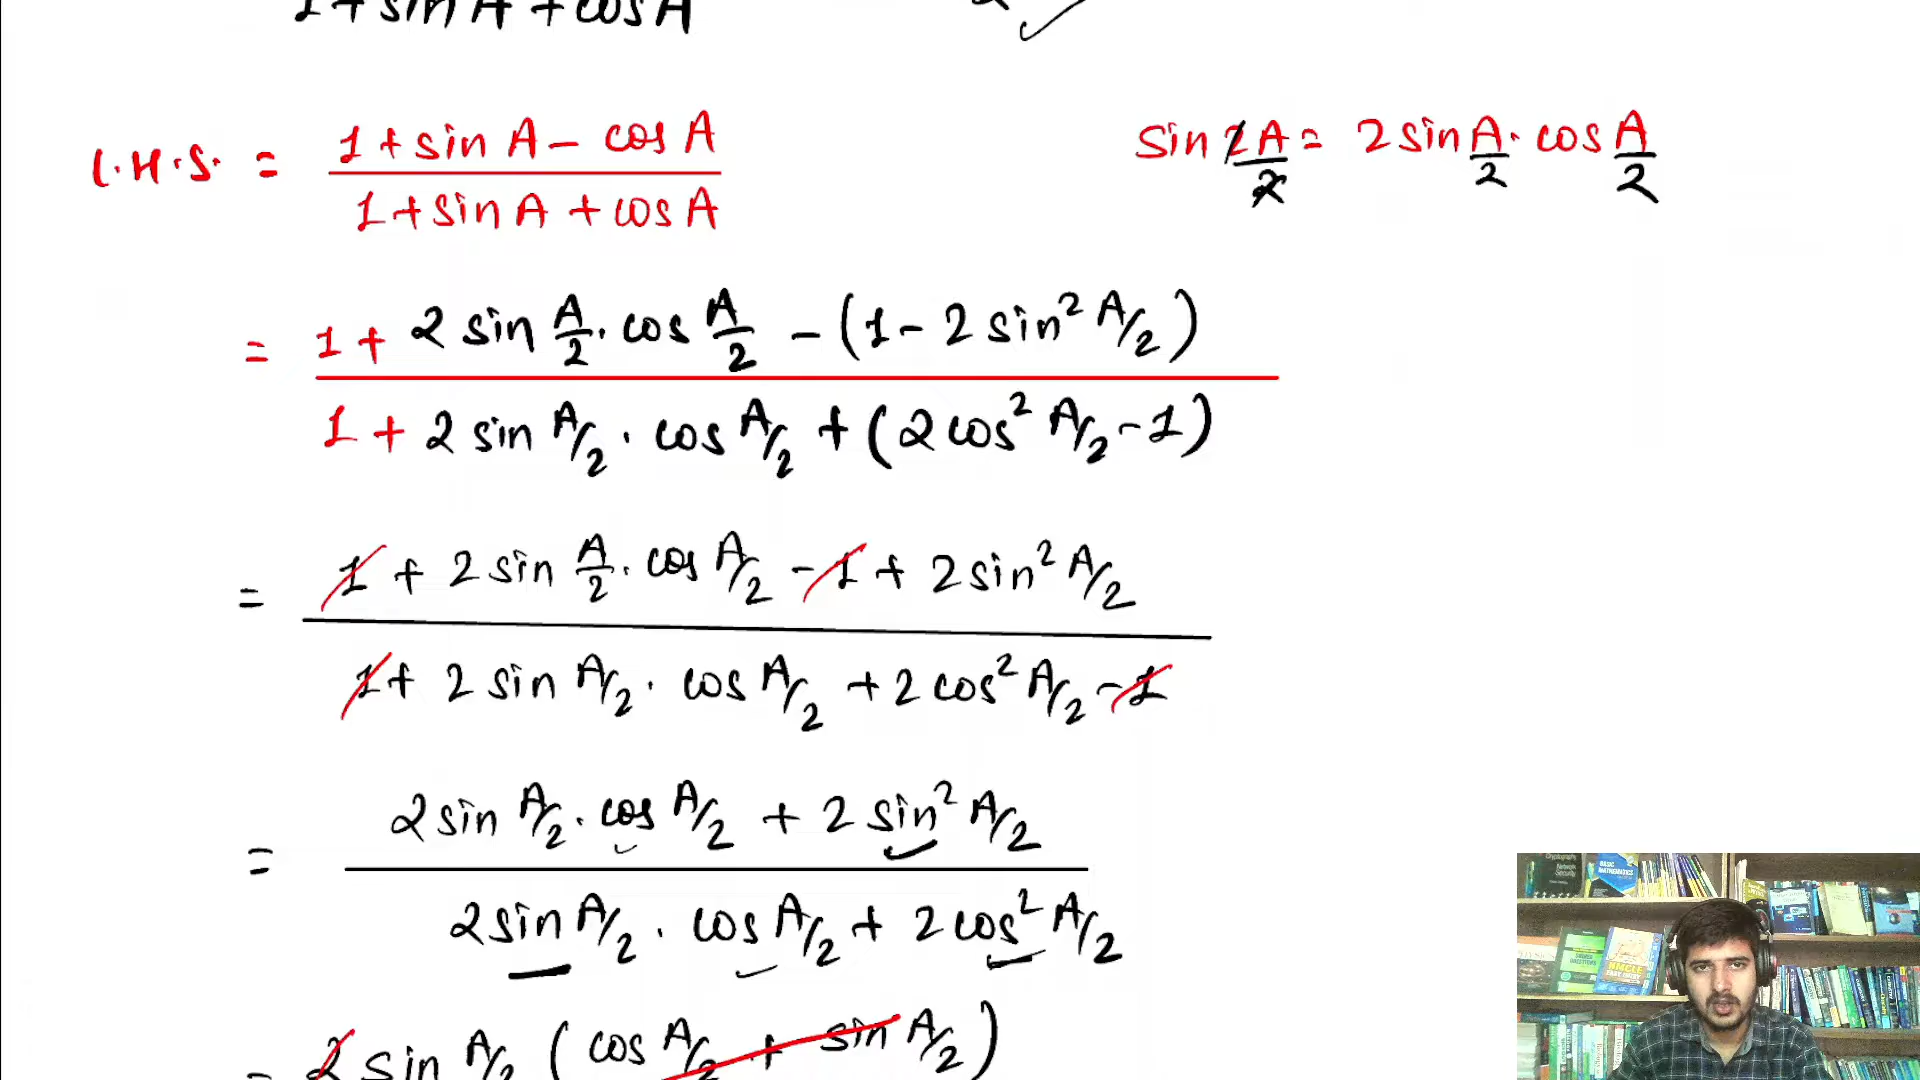 1 + sin A + cos A
L.H.S. = (1 + sin A - cos A) / (1 + sin A + cos A)
sin 2A/2 = 2 sin A/2 · cos A/2
= (1 + 2 sin A/2 · cos A/2 - (1 - 2 sin² A/2)) / (1 + 2 sin A/2 · cos A/2 + (2 cos² A/2 - 1))
= (1 + 2 sin A/2 · cos A/2 - 1 + 2 sin² A/2) / (1 + 2 sin A/2 · cos A/2 + 2 cos² A/2 - 1)
= (2 sin A/2 · cos A/2 + 2 sin² A/2) / (2 sin A/2 · cos A/2 + 2 cos² A/2)
= 2 sin A/2 (cos A/2 + sin A/2)